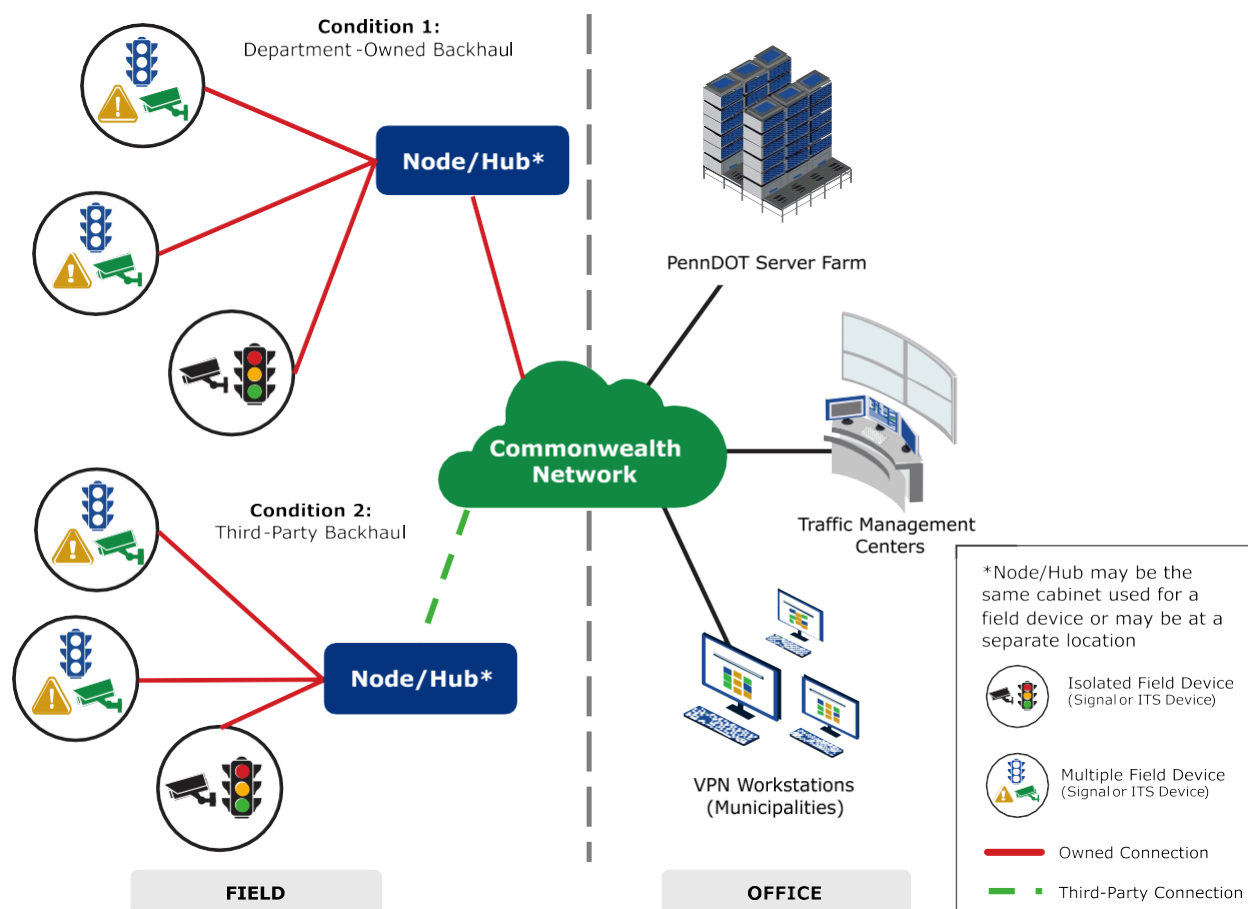 Condition 1:
Department-Owned Backhaul
Node/Hub*
PennDOT Server Farm
Commonwealth
Network
Traffic Management
Centers
Condition 2:
Third-Party Backhaul
Node/Hub*
VPN Workstations
(Municipalities)
*Node/Hub may be the
same cabinet used for a
field device or may be at a
separate location
Isolated Field Device
(Signal or ITS Device)
Multiple Field Device
(Signal or ITS Device)
Owned Connection
Third-Party Connection
FIELD
OFFICE